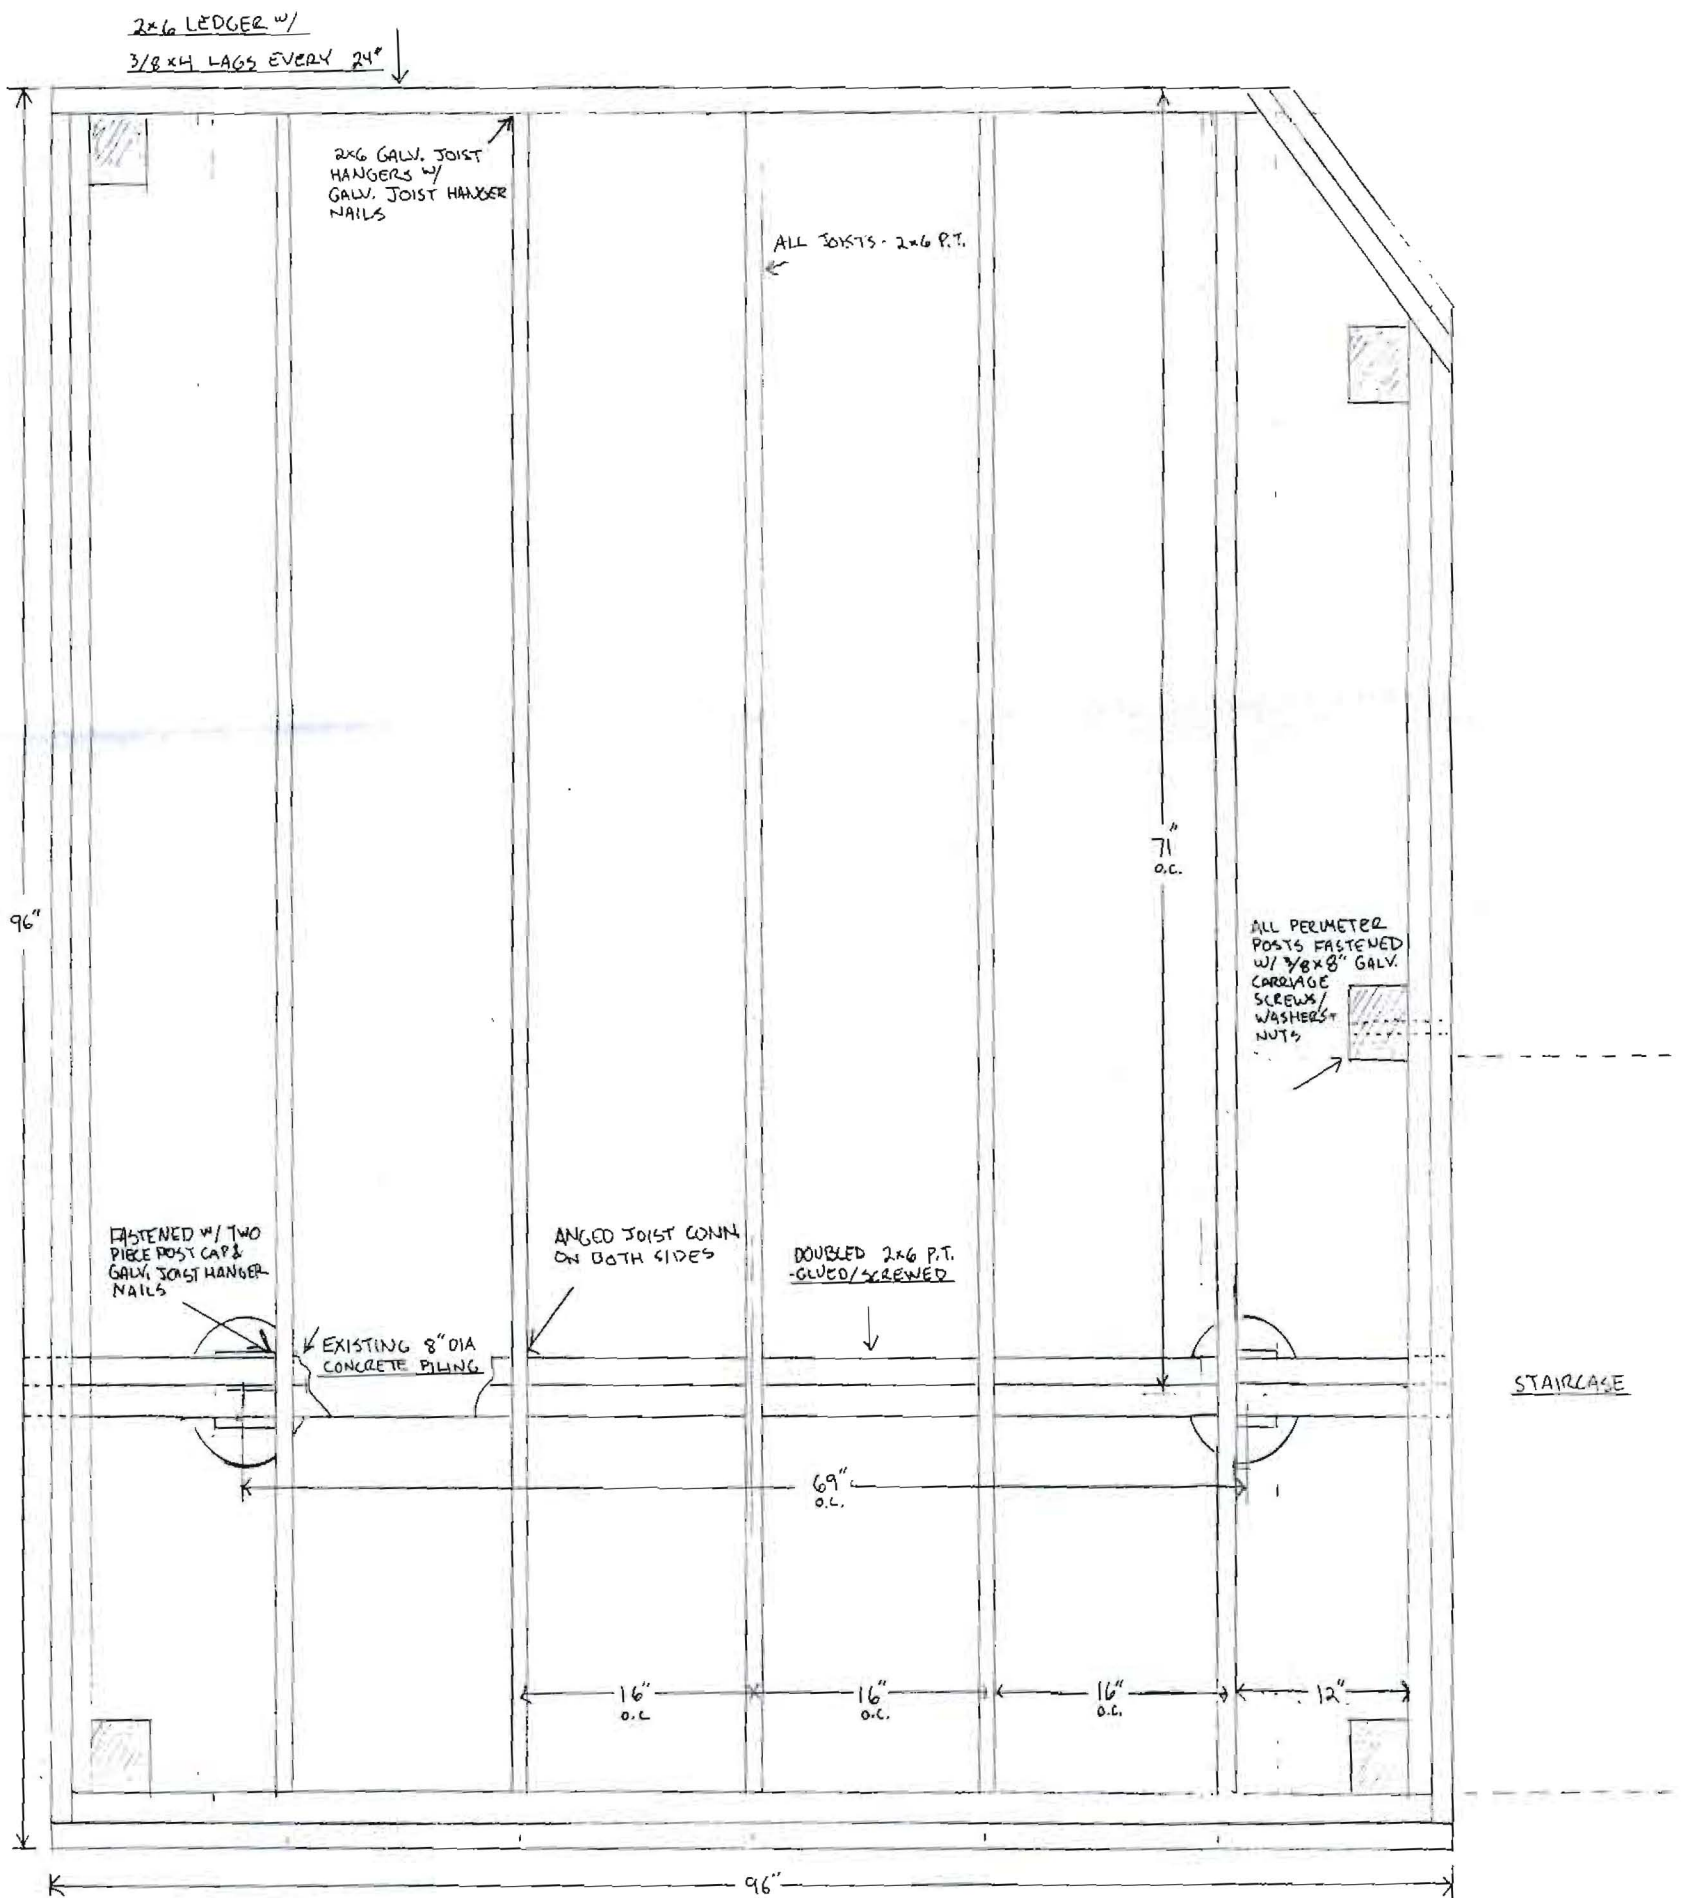 2x6 LEDGER W/
3/8 x4 LAGS EVERY 24"
2x6 GALV. JOIST
HANGERS W/
GALV. JOIST HANGER
NAILS
ALL JOISTS - 2x6 P.T.
71"
O.C.
96"
ALL PERIMETER
POSTS FASTENED
W/ 3/8x8" GALV.
CARRIAGE
SCREWS/
WASHERS+
NUTS
FASTENED W/ TWO
PIECE POST CAP &
GALV. JOIST HANGER
NAILS
ANGED JOIST CONN.
ON BOTH SIDES
DOUBLED 2x6 P.T.
-GLUED/SCREWED
EXISTING 8" DIA
CONCRETE PILING
STAIRCASE
69"
O.C.
16"
O.C
16"
O.C.
16"
O.C.
12"
96"